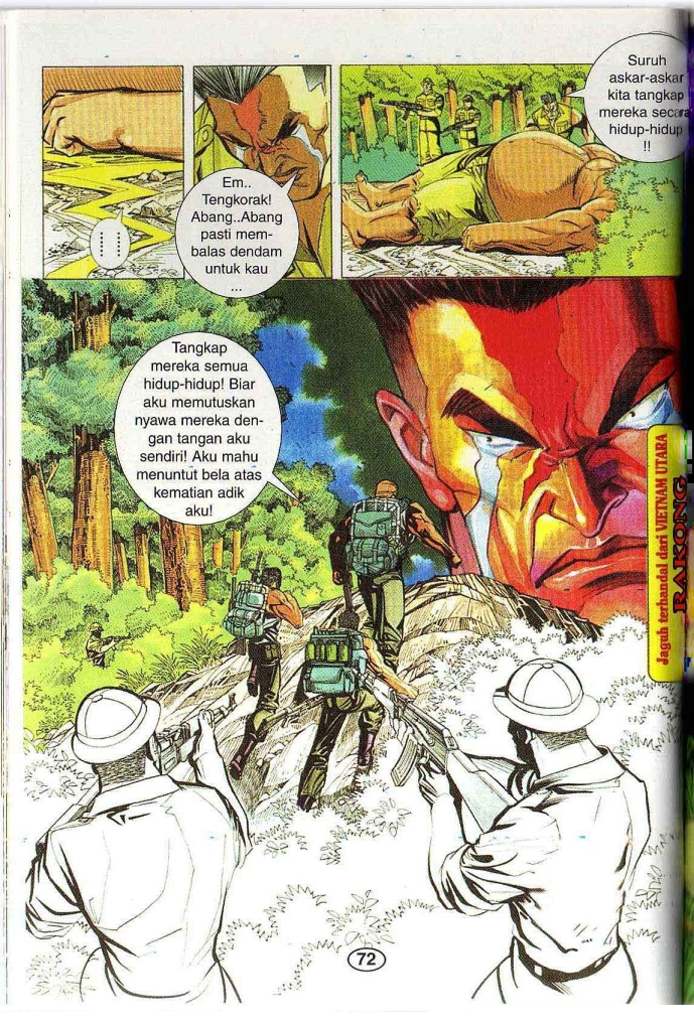 Em..
Tengkorak!
Abang..Abang
pasti mem-
balas dendam
untuk kau
...
Suruh
askar-askar
kita tangkap
mereka secara
hidup-hidup
!!
Tangkap
mereka semua
hidup-hidup! Biar
aku memutuskan
nyawa mereka den-
gan tangan aku
sendiri! Aku mahu
menuntut bela atas
kematian adik
aku!
Jaguh terhandal dari VIETNAM UTARA
RAKONG
72